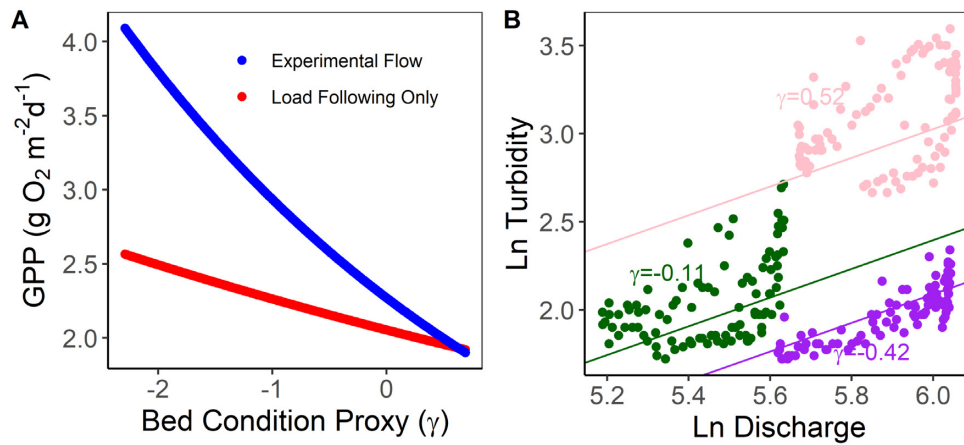 A
GPP (g O₂ m⁻²d⁻¹)
4.0
3.5
3.0
2.5
2.0
Experimental Flow
Load Following Only
-2
-1
0
Bed Condition Proxy (γ)
B
Ln Turbidity
3.5
3.0
2.5
2.0
γ=0.52
γ=-0.11
γ=-0.42
5.2
5.4
5.6
5.8
6.0
Ln Discharge